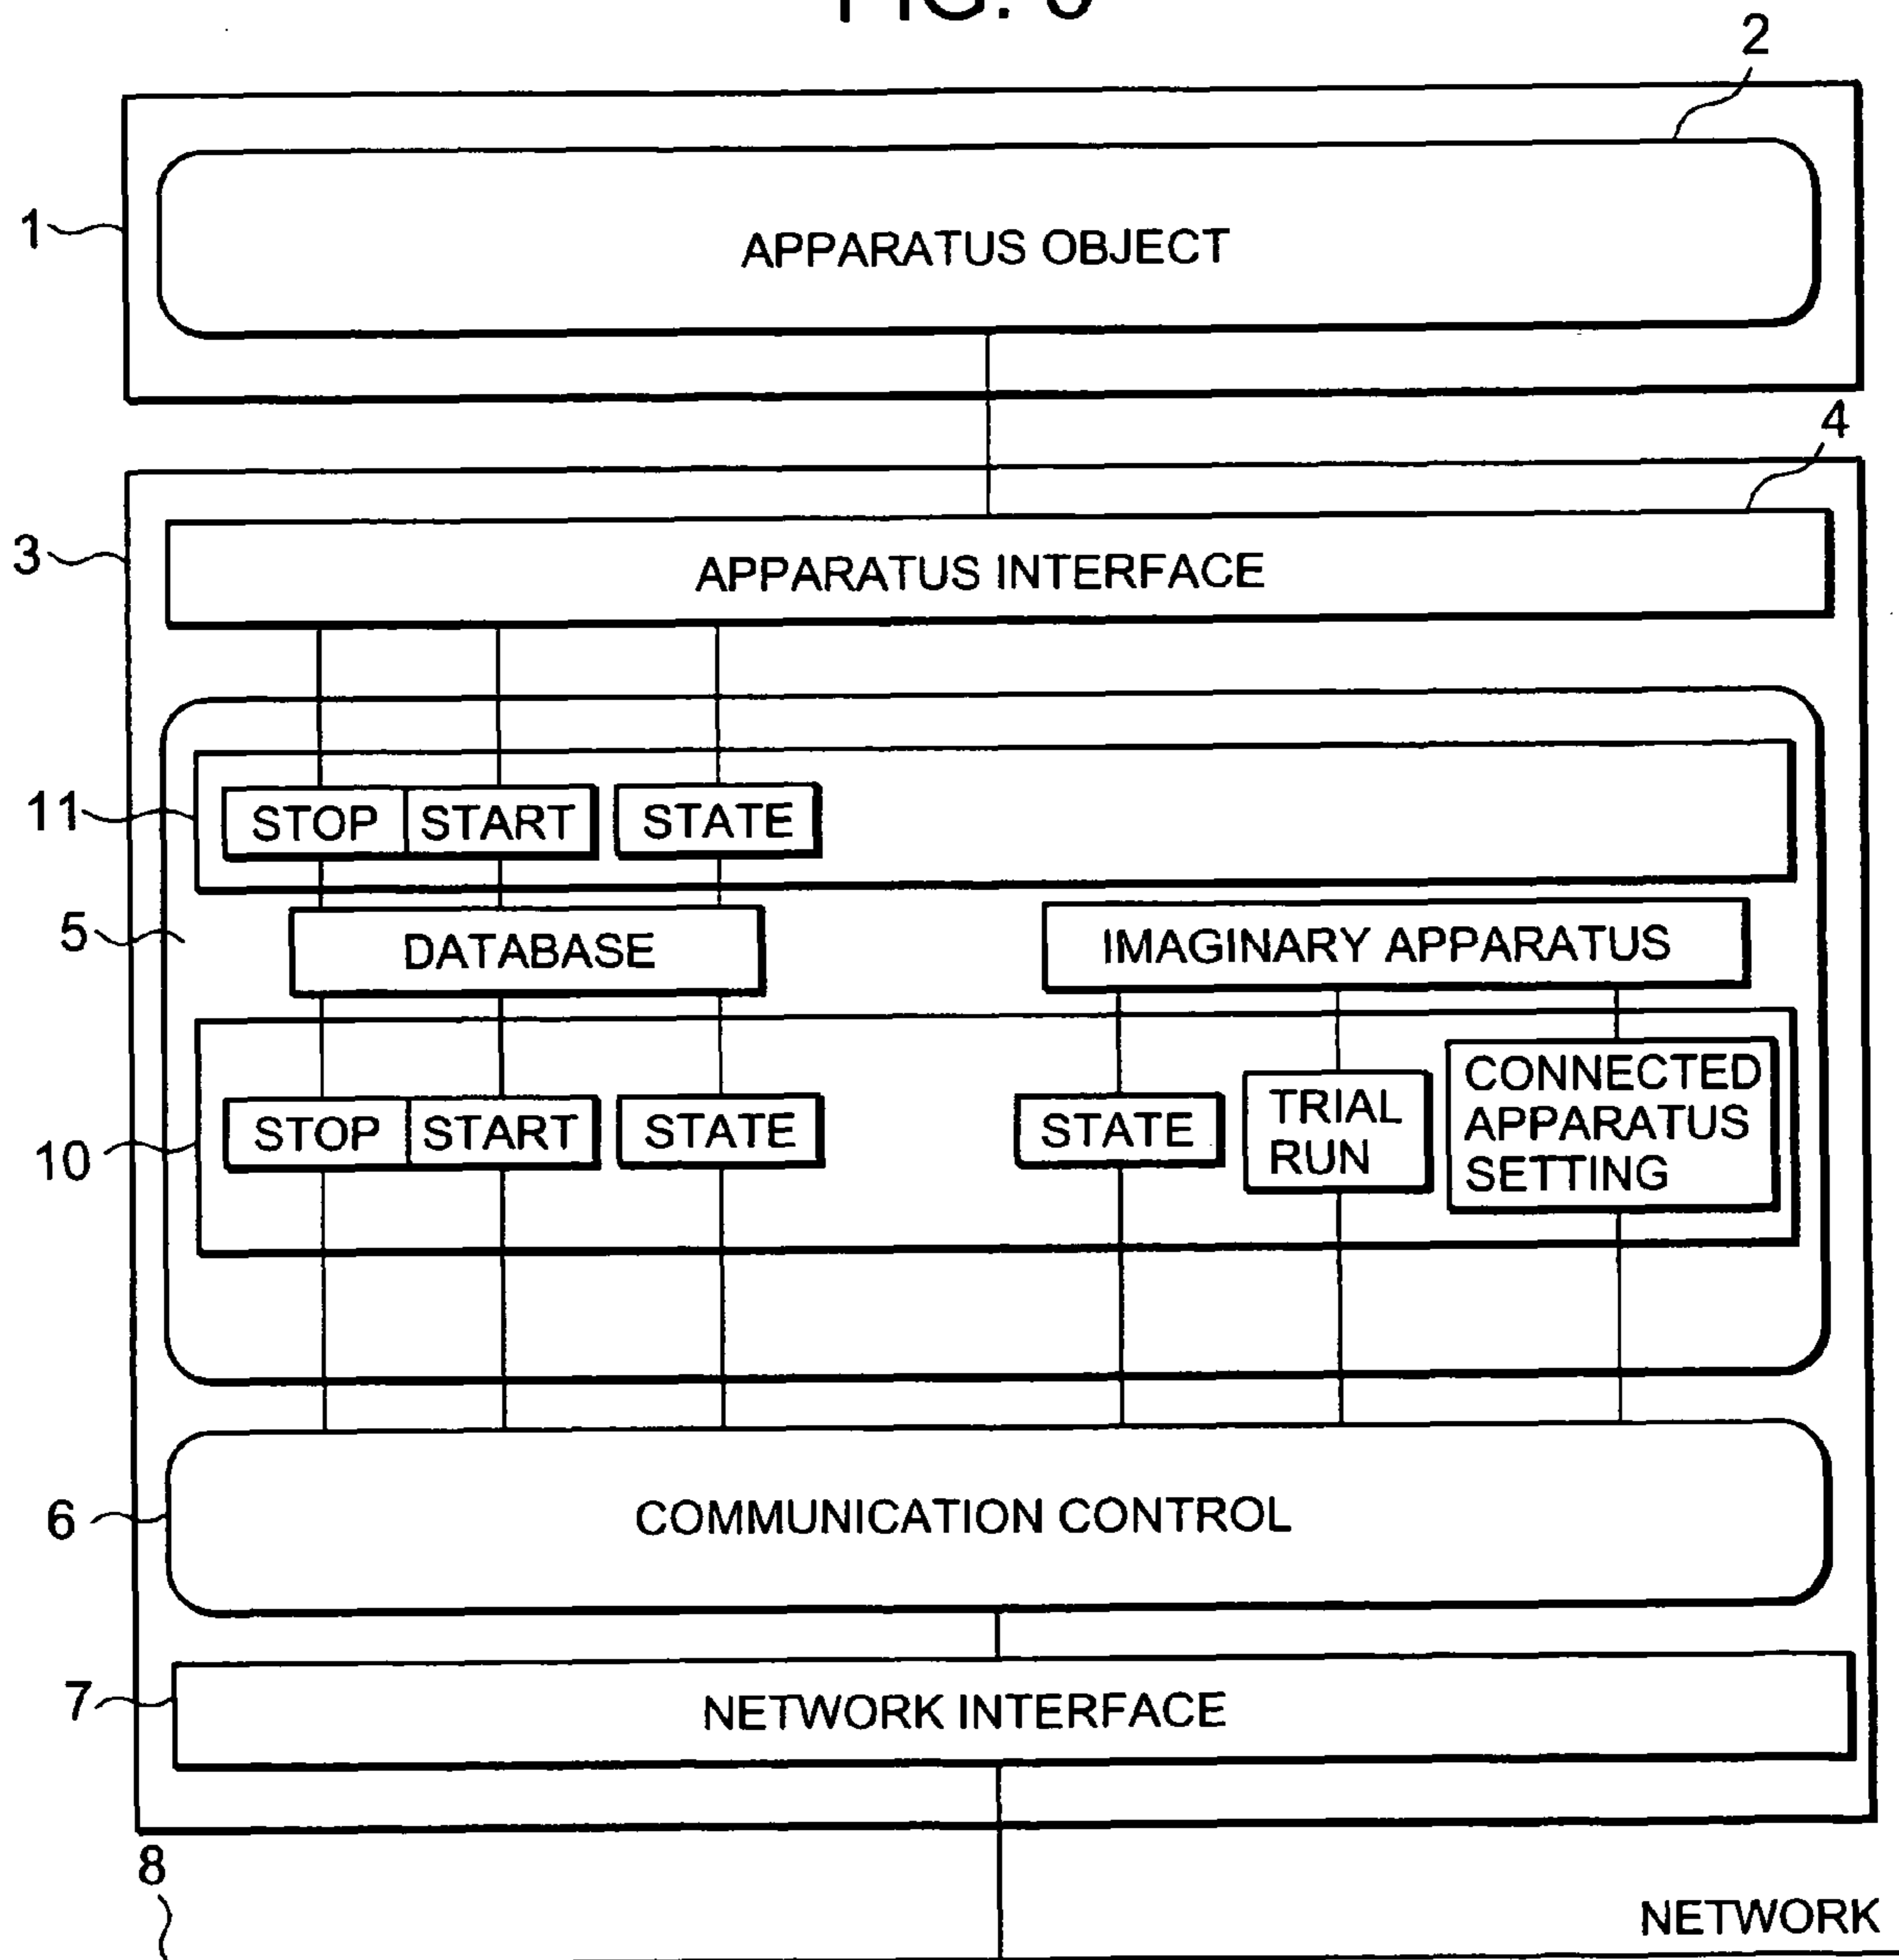 2
1
APPARATUS OBJECT
4
3
APPARATUS INTERFACE
11
STOP START STATE
5
DATABASE IMAGINARY APPARATUS
10
STOP START STATE STATE
TRIAL
RUN
CONNECTED
APPARATUS
SETTING
6
COMMUNICATION CONTROL
7
NETWORK INTERFACE
8
NETWORK